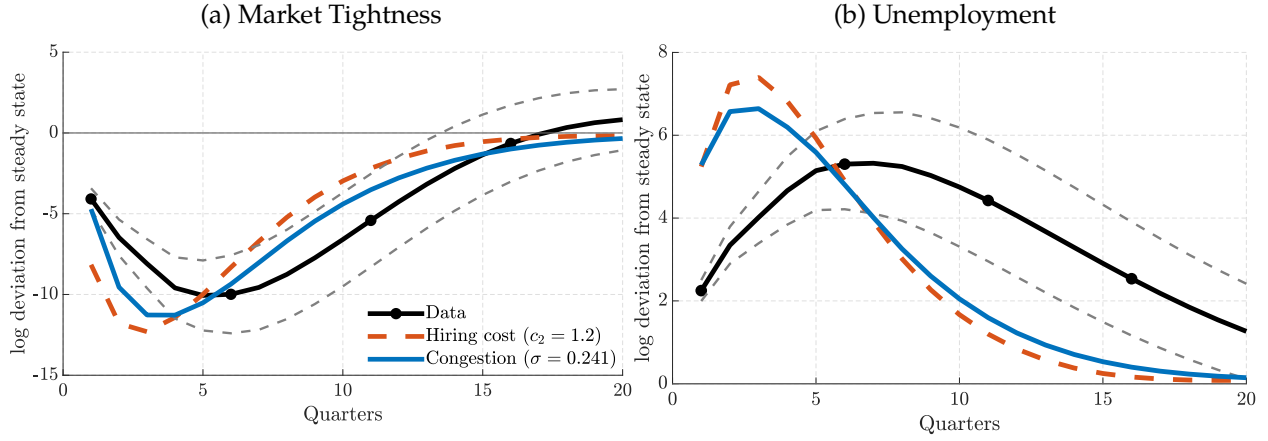 (a) Market Tightness
log deviation from steady state
5
0
-5
-10
-15
0
5
10
15
20
Quarters
Data
Hiring cost (c₂ = 1.2)
Congestion (σ = 0.241)
(b) Unemployment
log deviation from steady state
8
6
4
2
0
0
5
10
15
20
Quarters